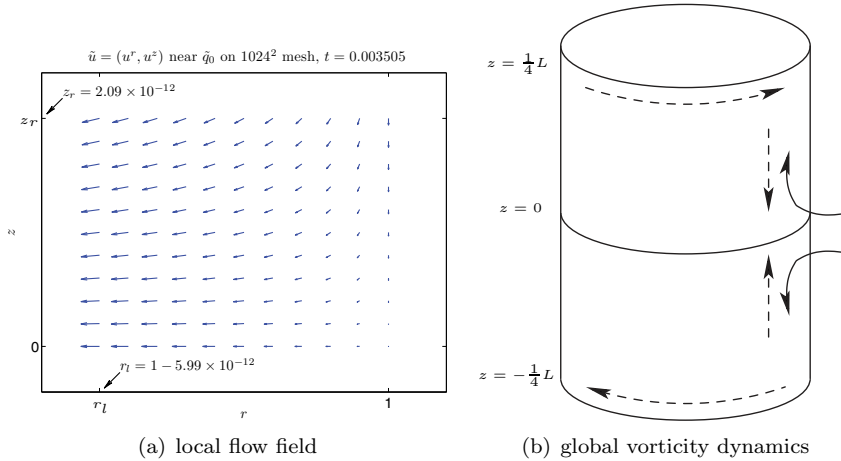 ũ = (u^r, u^z) near q̃_0 on 1024^2 mesh, t = 0.003505
z_r = 2.09 × 10^{-12}
z_r
z
0
r_l = 1 − 5.99 × 10^{-12}
r_l
r
1
(a) local flow field
z = 1/4 L
z = 0
z = −1/4 L
(b) global vorticity dynamics